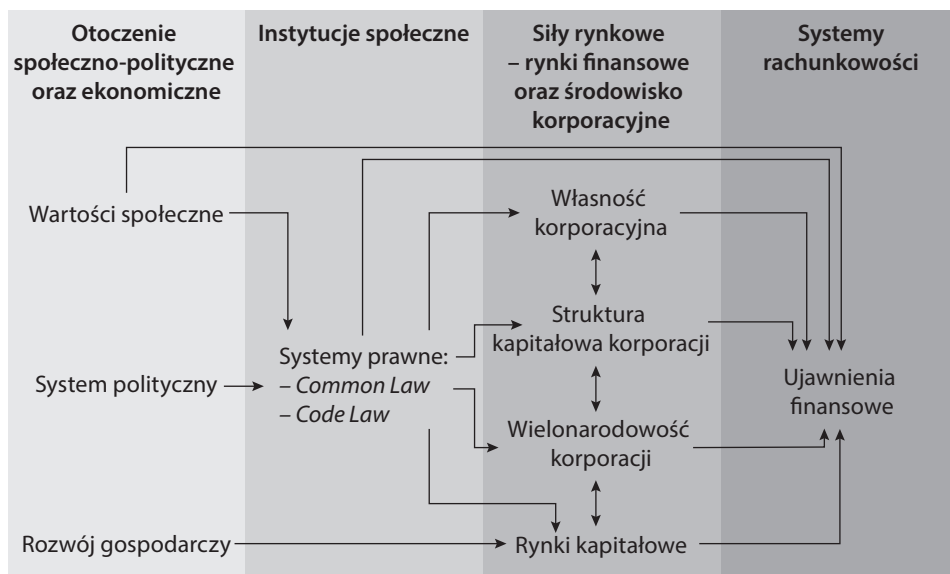 Otoczenie
społeczno-polityczne
oraz ekonomiczne
Instytucje społeczne
Siły rynkowe
– rynki finansowe
oraz środowisko
korporacyjne
Systemy
rachunkowości
Wartości społeczne
System polityczny
Rozwój gospodarczy
Systemy prawne:
– Common Law
– Code Law
Własność
korporacyjna
Struktura
kapitałowa korporacji
Wielonarodowość
korporacji
Rynki kapitałowe
Ujawnienia
finansowe